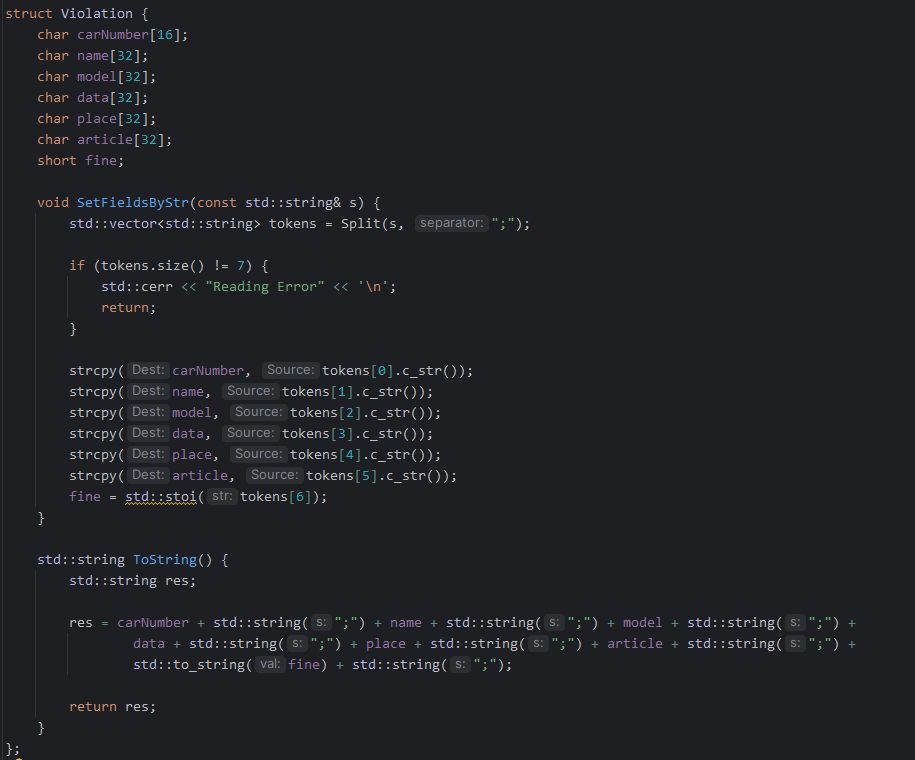 struct Violation {
    char carNumber[16];
    char name[32];
    char model[32];
    char data[32];
    char place[32];
    char article[32];
    short fine;

    void SetFieldsByStr(const std::string& s) {
        std::vector<std::string> tokens = Split(s, separator: ";");

        if (tokens.size() != 7) {
            std::cerr << "Reading Error" << '\n';
            return;
        }

        strcpy( Dest: carNumber, Source: tokens[0].c_str());
        strcpy( Dest: name, Source: tokens[1].c_str());
        strcpy( Dest: model, Source: tokens[2].c_str());
        strcpy( Dest: data, Source: tokens[3].c_str());
        strcpy( Dest: place, Source: tokens[4].c_str());
        strcpy( Dest: article, Source: tokens[5].c_str());
        fine = std::stoi( str: tokens[6]);
    }

    std::string ToString() {
        std::string res;

        res = carNumber + std::string( s: ";") + name + std::string( s: ";") + model + std::string( s: ";") +
                data + std::string( s: ";") + place + std::string( s: ";") + article + std::string( s: ";") +
                std::to_string( val: fine) + std::string( s: ";");

        return res;
    }
};